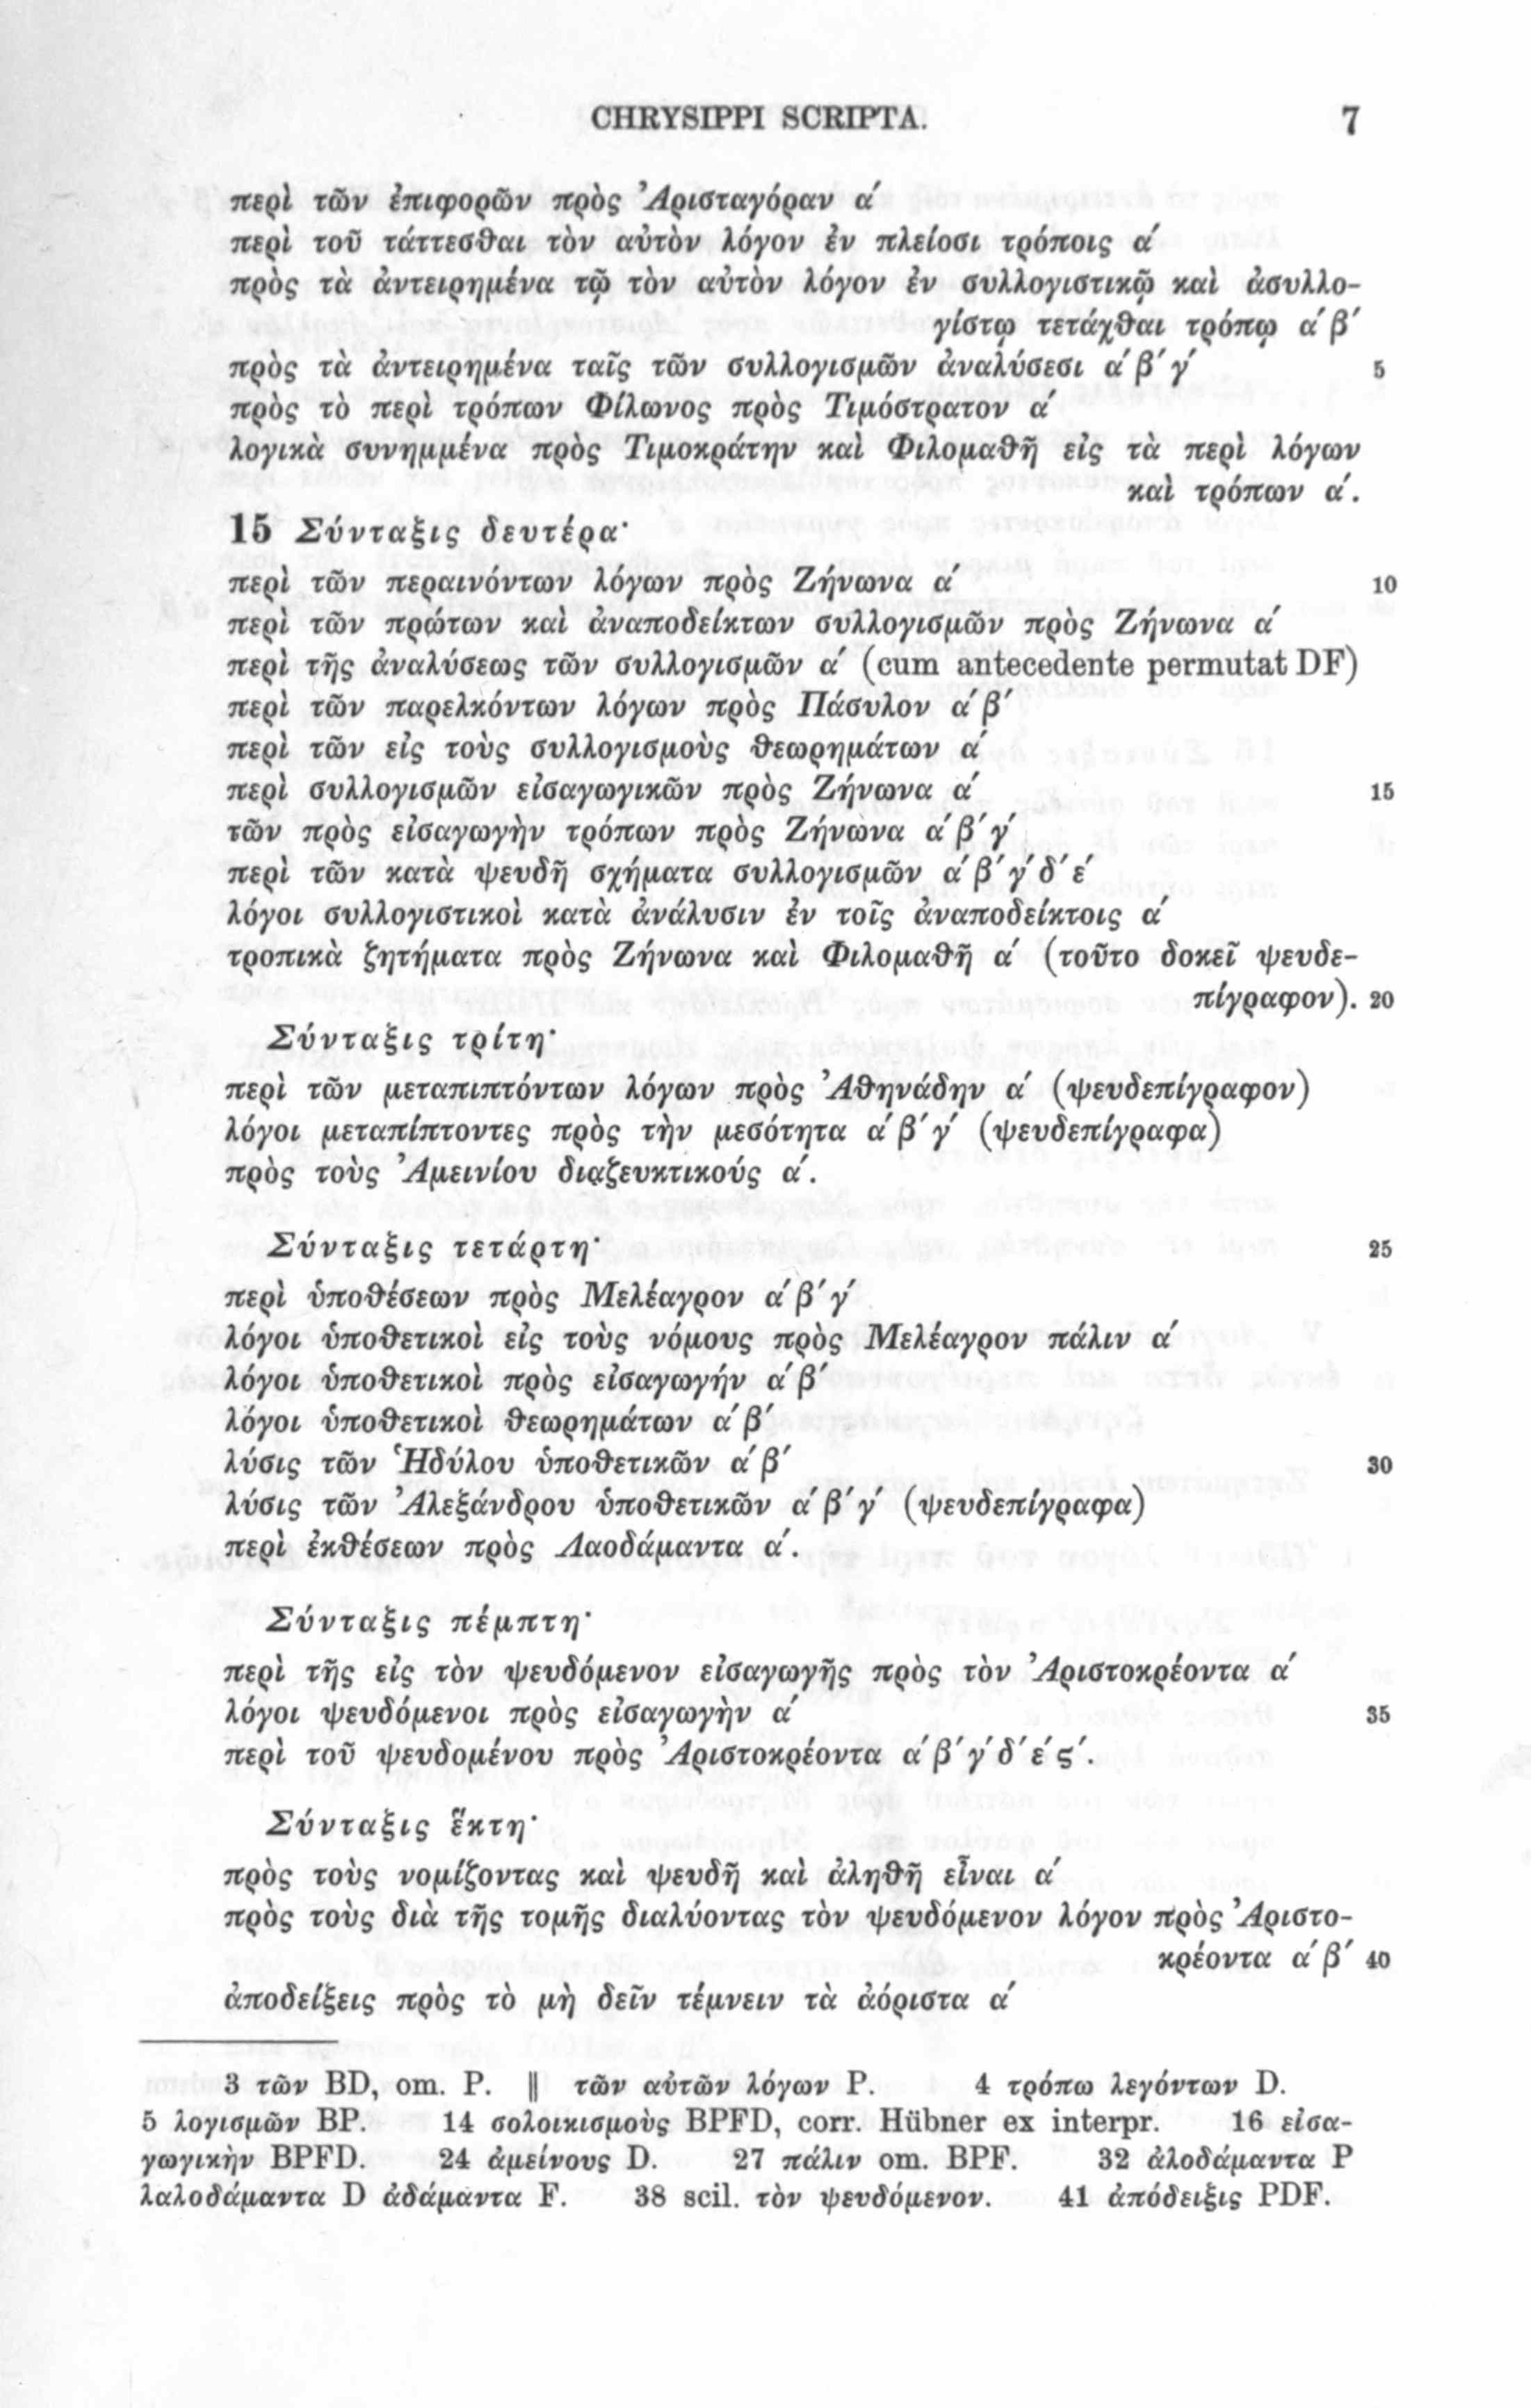 CHRYSIPPI SCRIPTA. 7
περὶ τῶν ἐπιφορῶν πρὸς Ἀρισταγόραν α′
περὶ τοῦ τάττεσθαι τὸν αὐτὸν λόγον ἐν πλείοσι τρόποις α′
πρὸς τὰ ἀντειρημένα τῷ τὸν αὐτὸν λόγον ἐν συλλογιστικῷ καὶ ἀσυλλο-
γίστῳ τετάχθαι τρόπῳ α′ β′
πρὸς τὰ ἀντειρημένα ταῖς τῶν συλλογισμῶν ἀναλύσεσι α′ β′ γ′ 5
πρὸς τὸ περὶ τρόπων Φίλωνος πρὸς Τιμόστρατον α′
λογικὰ συνημμένα πρὸς Τιμοκράτην καὶ Φιλομαθῆ εἰς τὰ περὶ λόγων
καὶ τρόπων α′.
15 Σύνταξις δευτέρα·
περὶ τῶν περαινόντων λόγων πρὸς Ζήνωνα α′ 10
περὶ τῶν πρώτων καὶ ἀναποδείκτων συλλογισμῶν πρὸς Ζήνωνα α′
περὶ τῆς ἀναλύσεως τῶν συλλογισμῶν α′ (cum antecedente permutat DF)
περὶ τῶν παρελκόντων λόγων πρὸς Πάσυλον α′ β′
περὶ τῶν εἰς τοὺς συλλογισμοὺς θεωρημάτων α′
περὶ συλλογισμῶν εἰσαγωγικῶν πρὸς Ζήνωνα α′ 15
τῶν πρὸς εἰσαγωγὴν τρόπων πρὸς Ζήνωνα α′ β′ γ′
περὶ τῶν κατὰ ψευδῆ σχήματα συλλογισμῶν α′ β′ γ′ δ′ ε′
λόγοι συλλογιστικοὶ κατὰ ἀνάλυσιν ἐν τοῖς ἀναποδείκτοις α′
τροπικὰ ζητήματα πρὸς Ζήνωνα καὶ Φιλομαθῆ α′ (τοῦτο δοκεῖ ψευδε-
πίγραφον). 20
Σύνταξις τρίτη·
περὶ τῶν μεταπιπτόντων λόγων πρὸς Ἀθηνάδην α′ (ψευδεπίγραφον)
λόγοι μεταπίπτοντες πρὸς τὴν μεσότητα α′ β′ γ′ (ψευδεπίγραφα)
πρὸς τοὺς Ἀμεινίου διαζευκτικούς α′.
Σύνταξις τετάρτη· 25
περὶ ὑποθέσεων πρὸς Μελέαγρον α′ β′ γ′
λόγοι ὑποθετικοὶ εἰς τοὺς νόμους πρὸς Μελέαγρον πάλιν α′
λόγοι ὑποθετικοὶ πρὸς εἰσαγωγήν α′ β′
λόγοι ὑποθετικοὶ θεωρημάτων α′ β′
λύσις τῶν Ἡδύλου ὑποθετικῶν α′ β′ 30
λύσις τῶν Ἀλεξάνδρου ὑποθετικῶν α′ β′ γ′ (ψευδεπίγραφα)
περὶ ἐκθέσεων πρὸς Λαοδάμαντα α′.
Σύνταξις πέμπτη·
περὶ τῆς εἰς τὸν ψευδόμενον εἰσαγωγῆς πρὸς τὸν Ἀριστοκρέοντα α′
λόγοι ψευδόμενοι πρὸς εἰσαγωγὴν α′ 35
περὶ τοῦ ψευδομένου πρὸς Ἀριστοκρέοντα α′ β′ γ′ δ′ ε′ ς′.
Σύνταξις ἕκτη·
πρὸς τοὺς νομίζοντας καὶ ψευδῆ καὶ ἀληθῆ εἶναι α′
πρὸς τοὺς διὰ τῆς τομῆς διαλύοντας τὸν ψευδόμενον λόγον πρὸς Ἀριστο-
κρέοντα α′ β′ 40
ἀποδείξεις πρὸς τὸ μὴ δεῖν τέμνειν τὰ ἀόριστα α′
3 τῶν BD, om. P. || τῶν αὐτῶν λόγων P. 4 τρόπω λεγόντων D.
5 λογισμῶν BP. 14 σολοικισμοὺς BPFD, corr. Hübner ex interpr. 16 εἰσα-
γωγικὴν BPFD. 24 ἀμείνους D. 27 πάλιν om. BPF. 32 ἀλοδάμαντα P
λαλοδάμαντα D ἀδάμαντα F. 38 scil. τὸν ψευδόμενον. 41 ἀπόδειξις PDF.